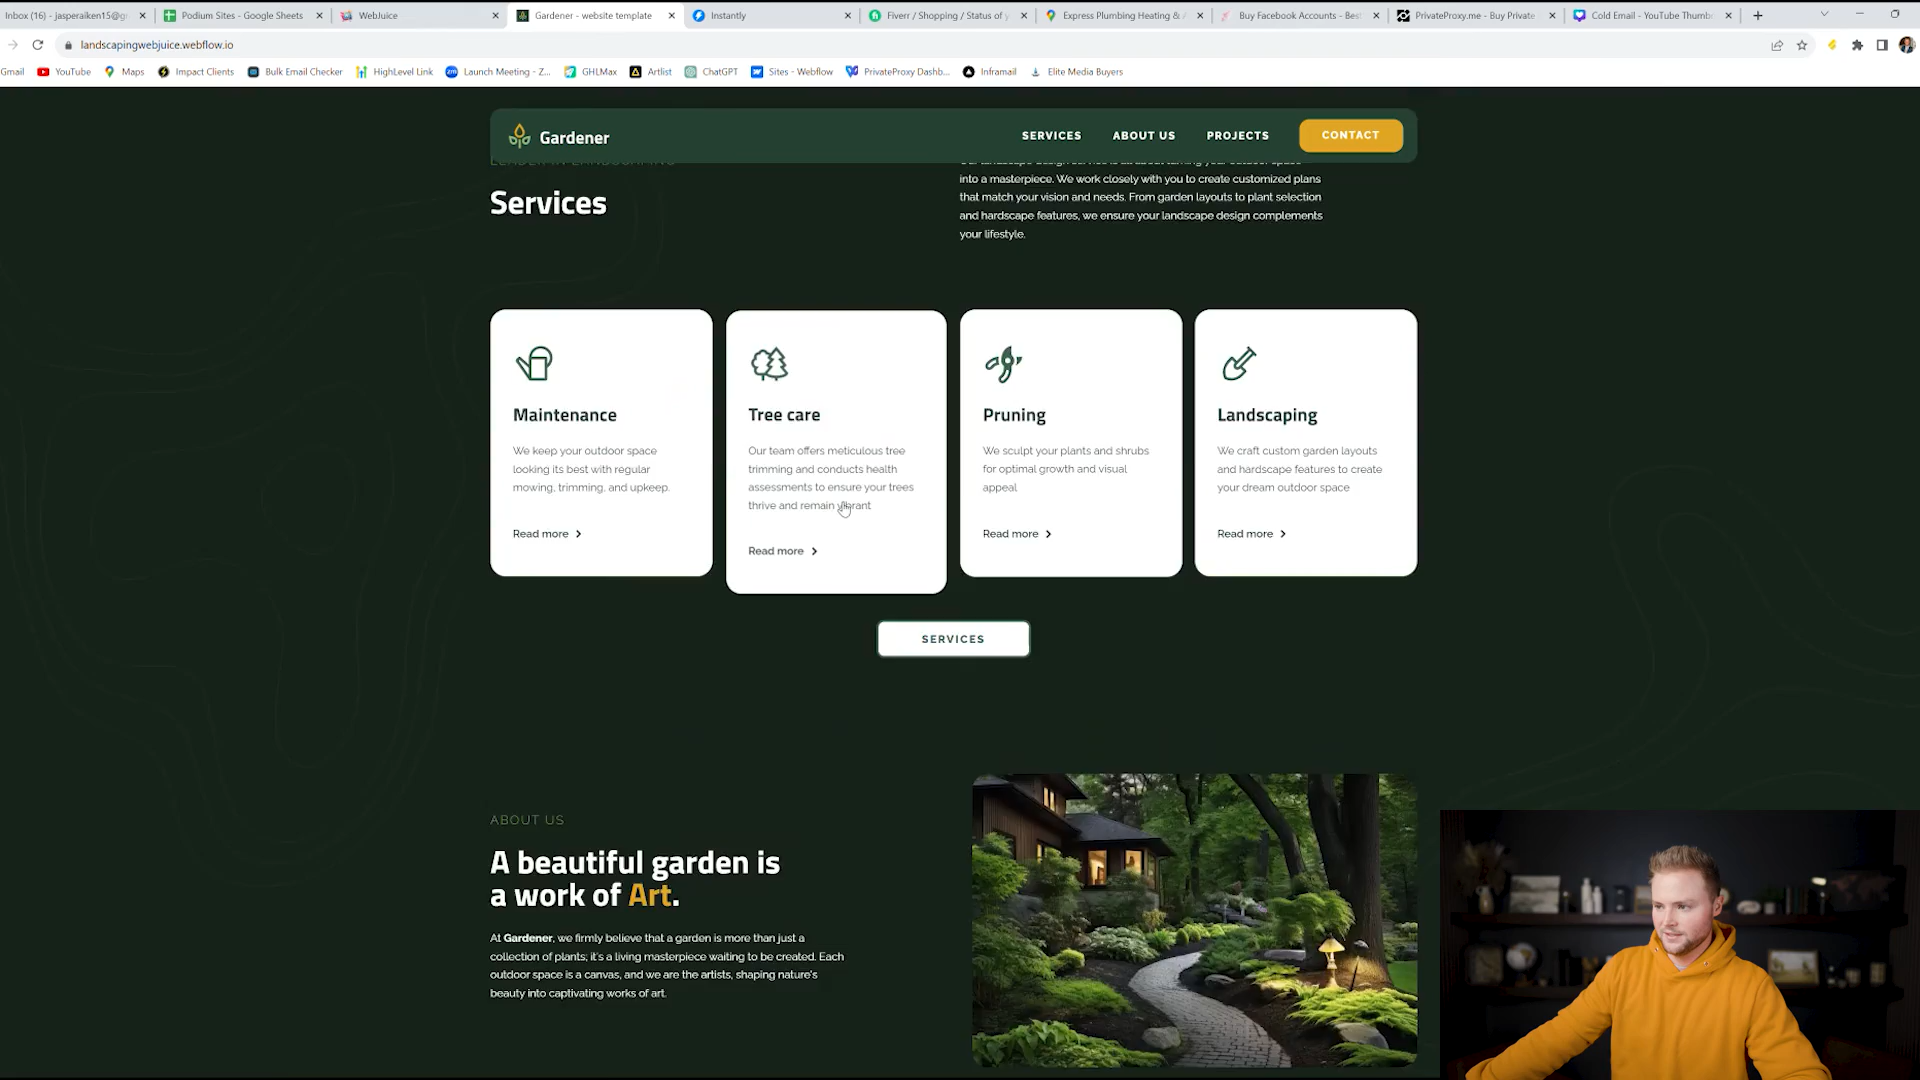 Inbox (16) - jasperaiken15@g
Podium Sites - Google Sheets
WebJuice
Gardener - website template
Instantly
Fiverr / Shopping / Status of y
Express Plumbing Heating & A
Buy Facebook Accounts - Best
PrivateProxy.me - Buy Private
Cold Email - YouTube Thumb
landscapingwebjuice.webflow.io
Gmail
YouTube
Maps
Impact Clients
Bulk Email Checker
HighLevel Link
Launch Meeting - Z...
GHLMax
Artlist
ChatGPT
Sites - Webflow
PrivateProxy Dashb...
Inframail
Elite Media Buyers
Gardener
SERVICES
ABOUT US
PROJECTS
CONTACT
Services
into a masterpiece. We work closely with you to create customized plans
that match your vision and needs. From garden layouts to plant selection
and hardscape features, we ensure your landscape design complements
your lifestyle.
Maintenance
We keep your outdoor space
looking its best with regular
mowing, trimming, and upkeep.
Read more
Tree care
Our team offers meticulous tree
trimming and conducts health
assessments to ensure your trees
thrive and remain vibrant
Read more
Pruning
We sculpt your plants and shrubs
for optimal growth and visual
appeal
Read more
Landscaping
We craft custom garden layouts
and hardscape features to create
your dream outdoor space
Read more
SERVICES
ABOUT US
A beautiful garden is
a work of Art.
At Gardener, we firmly believe that a garden is more than just a
collection of plants; it's a living masterpiece waiting to be created. Each
outdoor space is a canvas, and we are the artists, shaping nature's
beauty into captivating works of art.